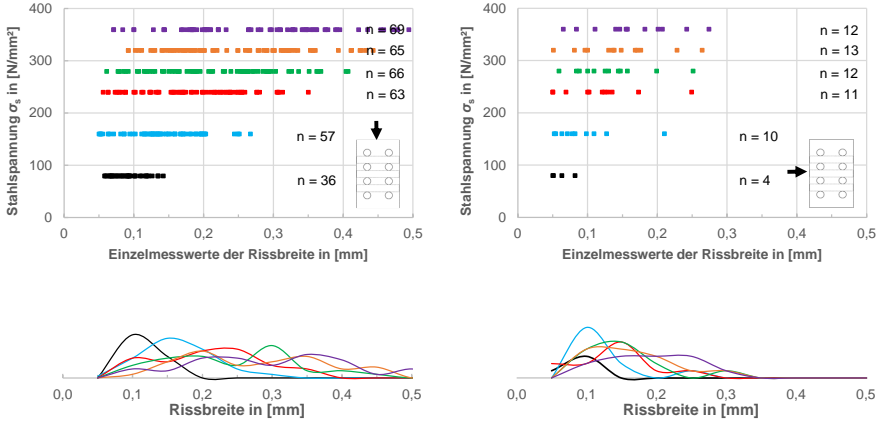 Stahlspannung σs in [N/mm²]
400
300
200
100
0
n = 69
n = 65
n = 66
n = 63
n = 57
n = 36
0
0,1
0,2
0,3
0,4
0,5
Einzelmesswerte der Rissbreite in [mm]
Stahlspannung σs in [N/mm²]
400
300
200
100
0
n = 12
n = 13
n = 12
n = 11
n = 10
n = 4
0
0,1
0,2
0,3
0,4
0,5
Einzelmesswerte der Rissbreite in [mm]
0,0
0,1
0,2
0,3
0,4
0,5
Rissbreite in [mm]
0,0
0,1
0,2
0,3
0,4
0,5
Rissbreite in [mm]